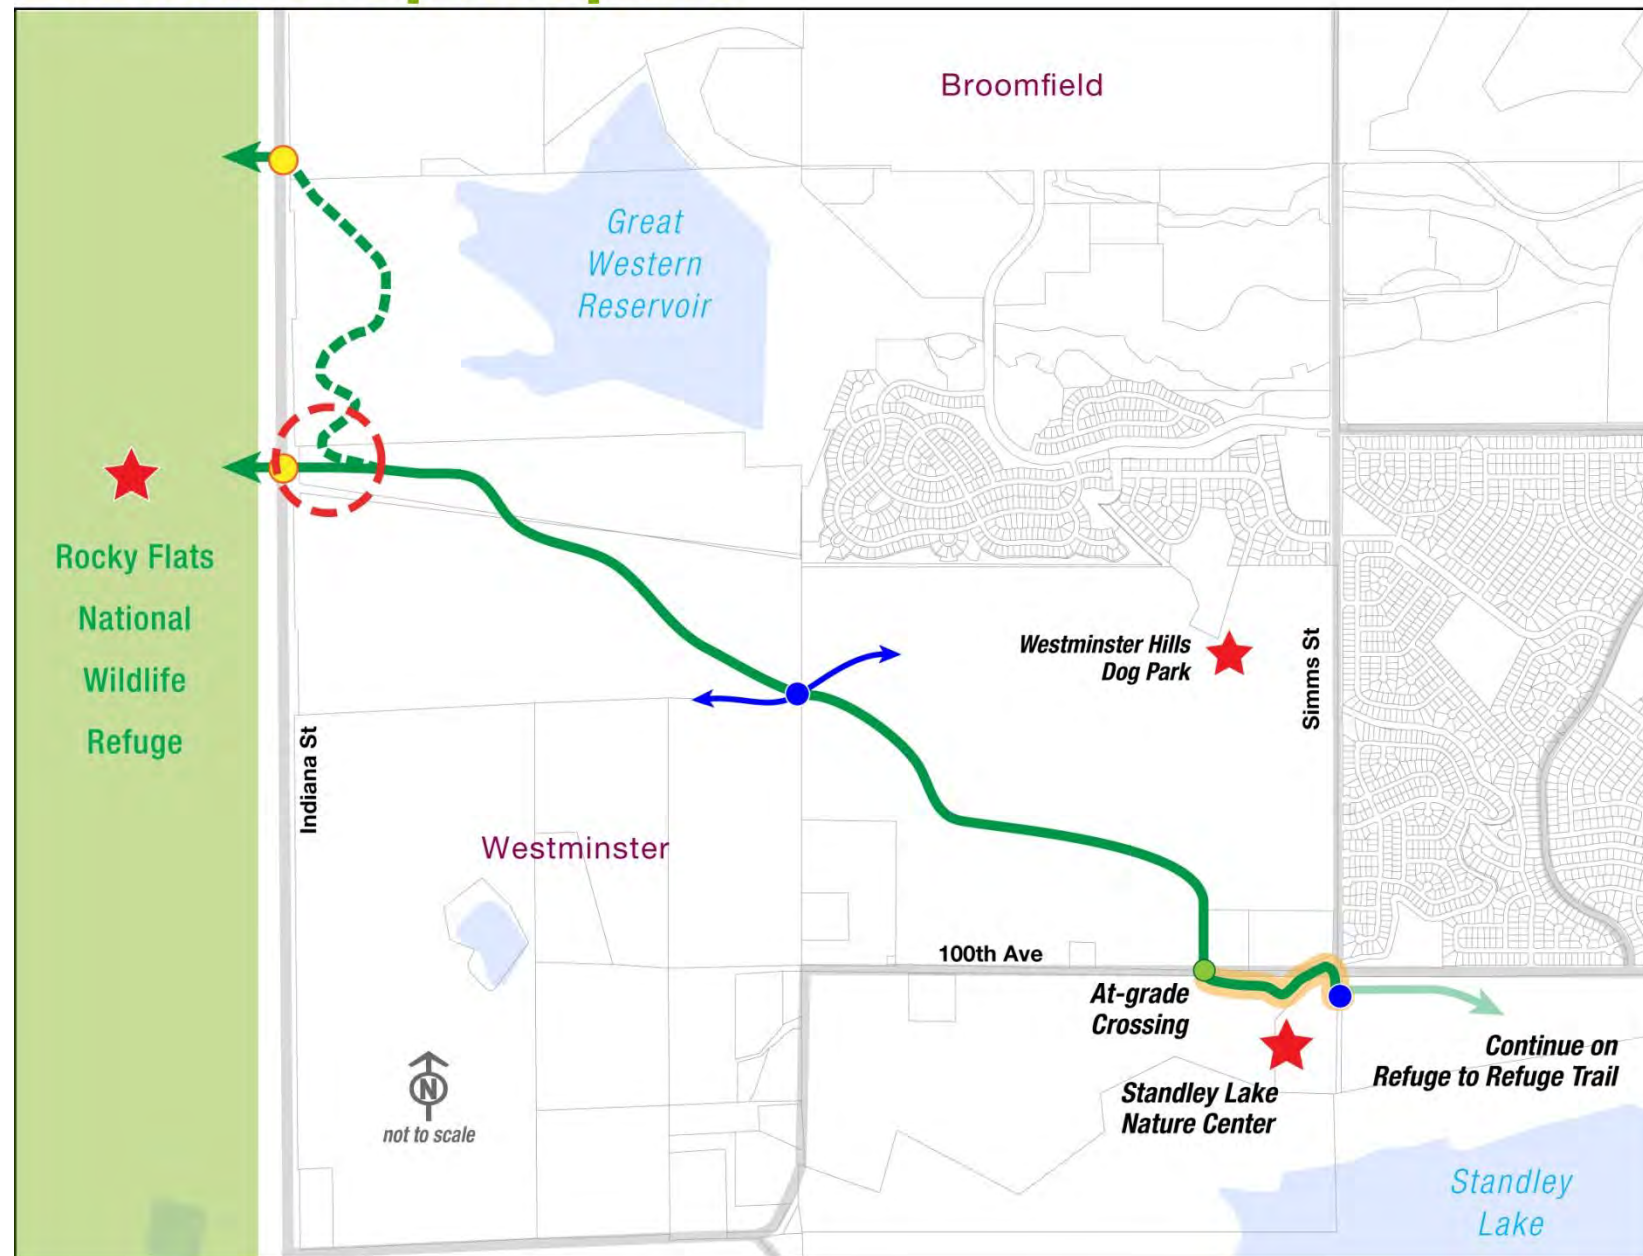 Broomfield
Great
Western
Reservoir
Rocky Flats
National
Wildlife
Refuge
Westminster Hills
Dog Park
Simms St
Indiana St
Westminster
100th Ave
At-grade
Crossing
Continue on
Refuge to Refuge Trail
Standley Lake
Nature Center
N
not to scale
Standley
Lake